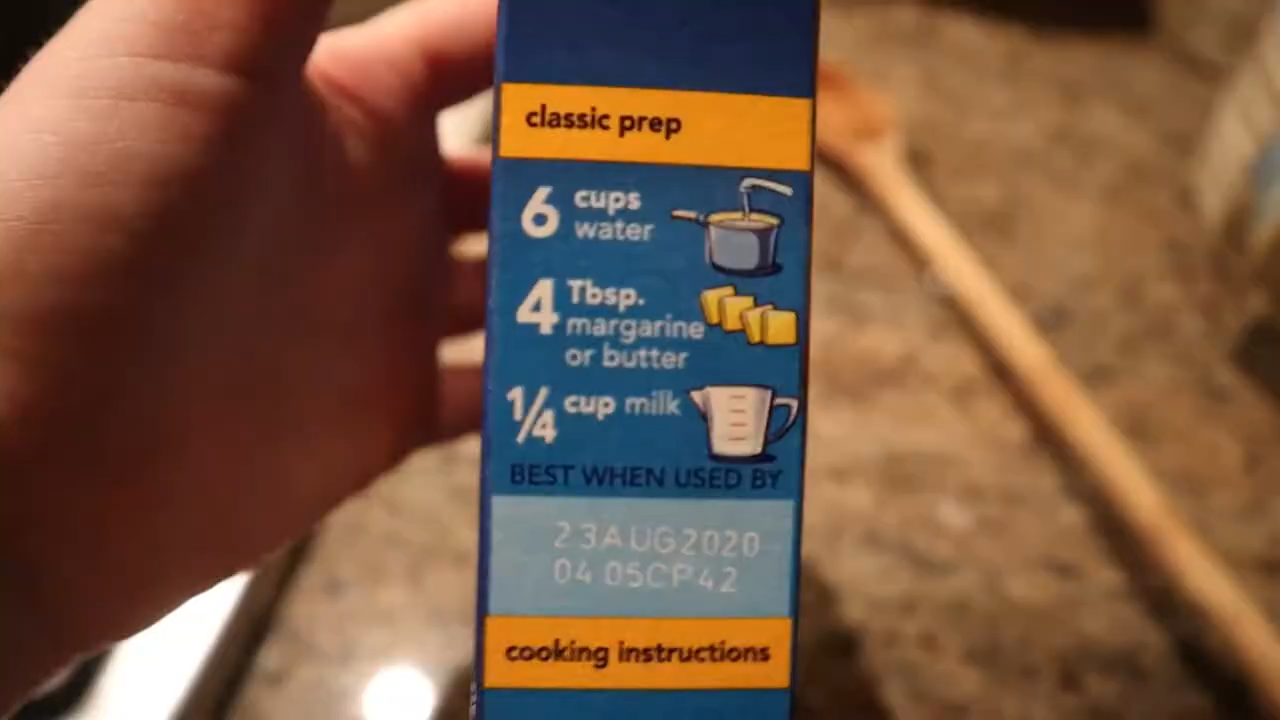 classic prep
6 cups
water
4 Tbsp.
margarine
or butter
1/4 cup milk
BEST WHEN USED BY
23AUG2020
04 05CP42
cooking instructions